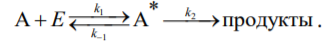 A + E ⇄ A* → продукты .
k₁ k₋₁ k₂